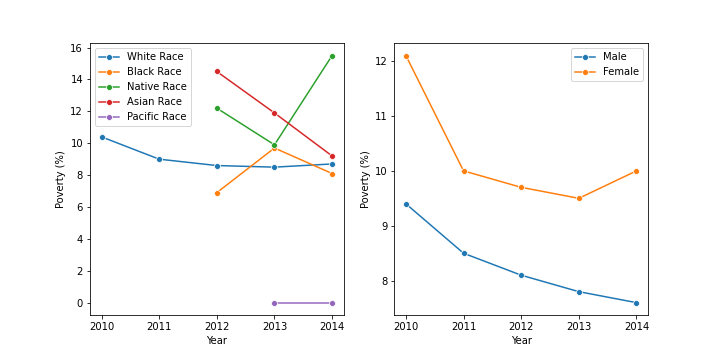 White Race
Black Race
Native Race
Asian Race
Pacific Race
16
14
12
10
8
6
4
2
0
Poverty (%)
2010 2011 2012 2013 2014
Year
Male
Female
12
11
10
9
8
Poverty (%)
2010 2011 2012 2013 2014
Year